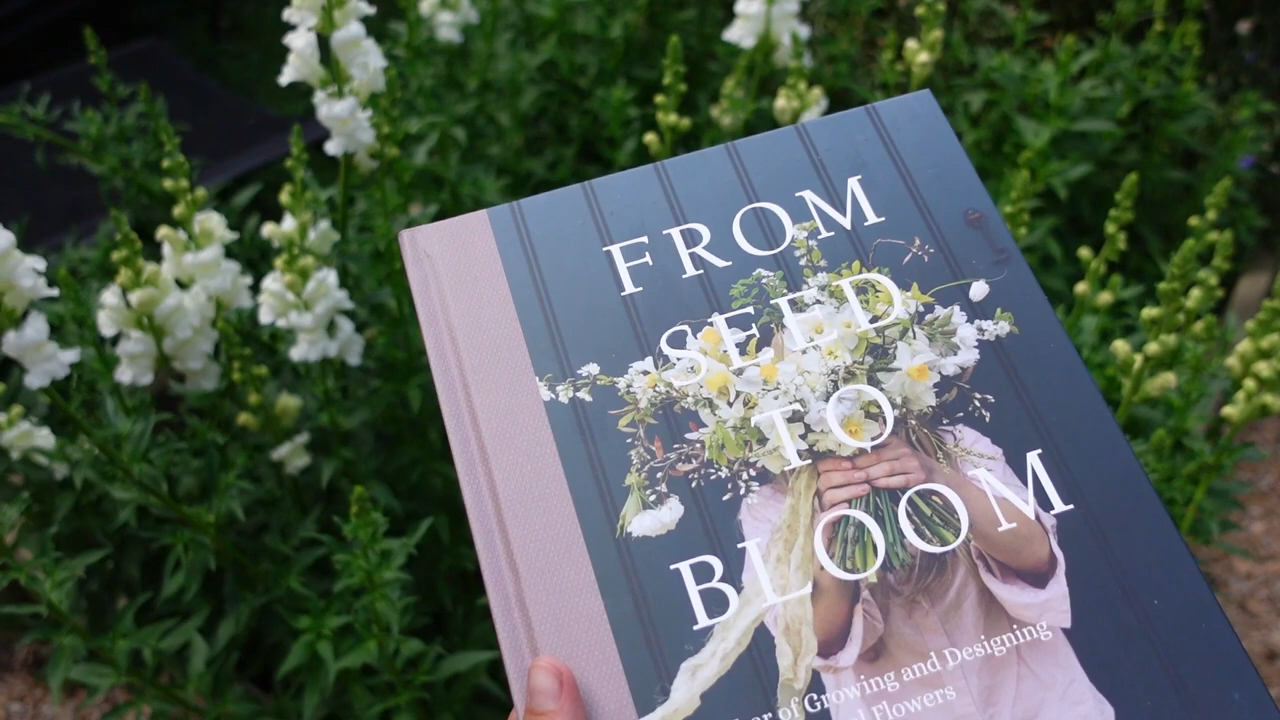 FROM
SEED
TO
BLOOM
of Growing and Designing
Flowers